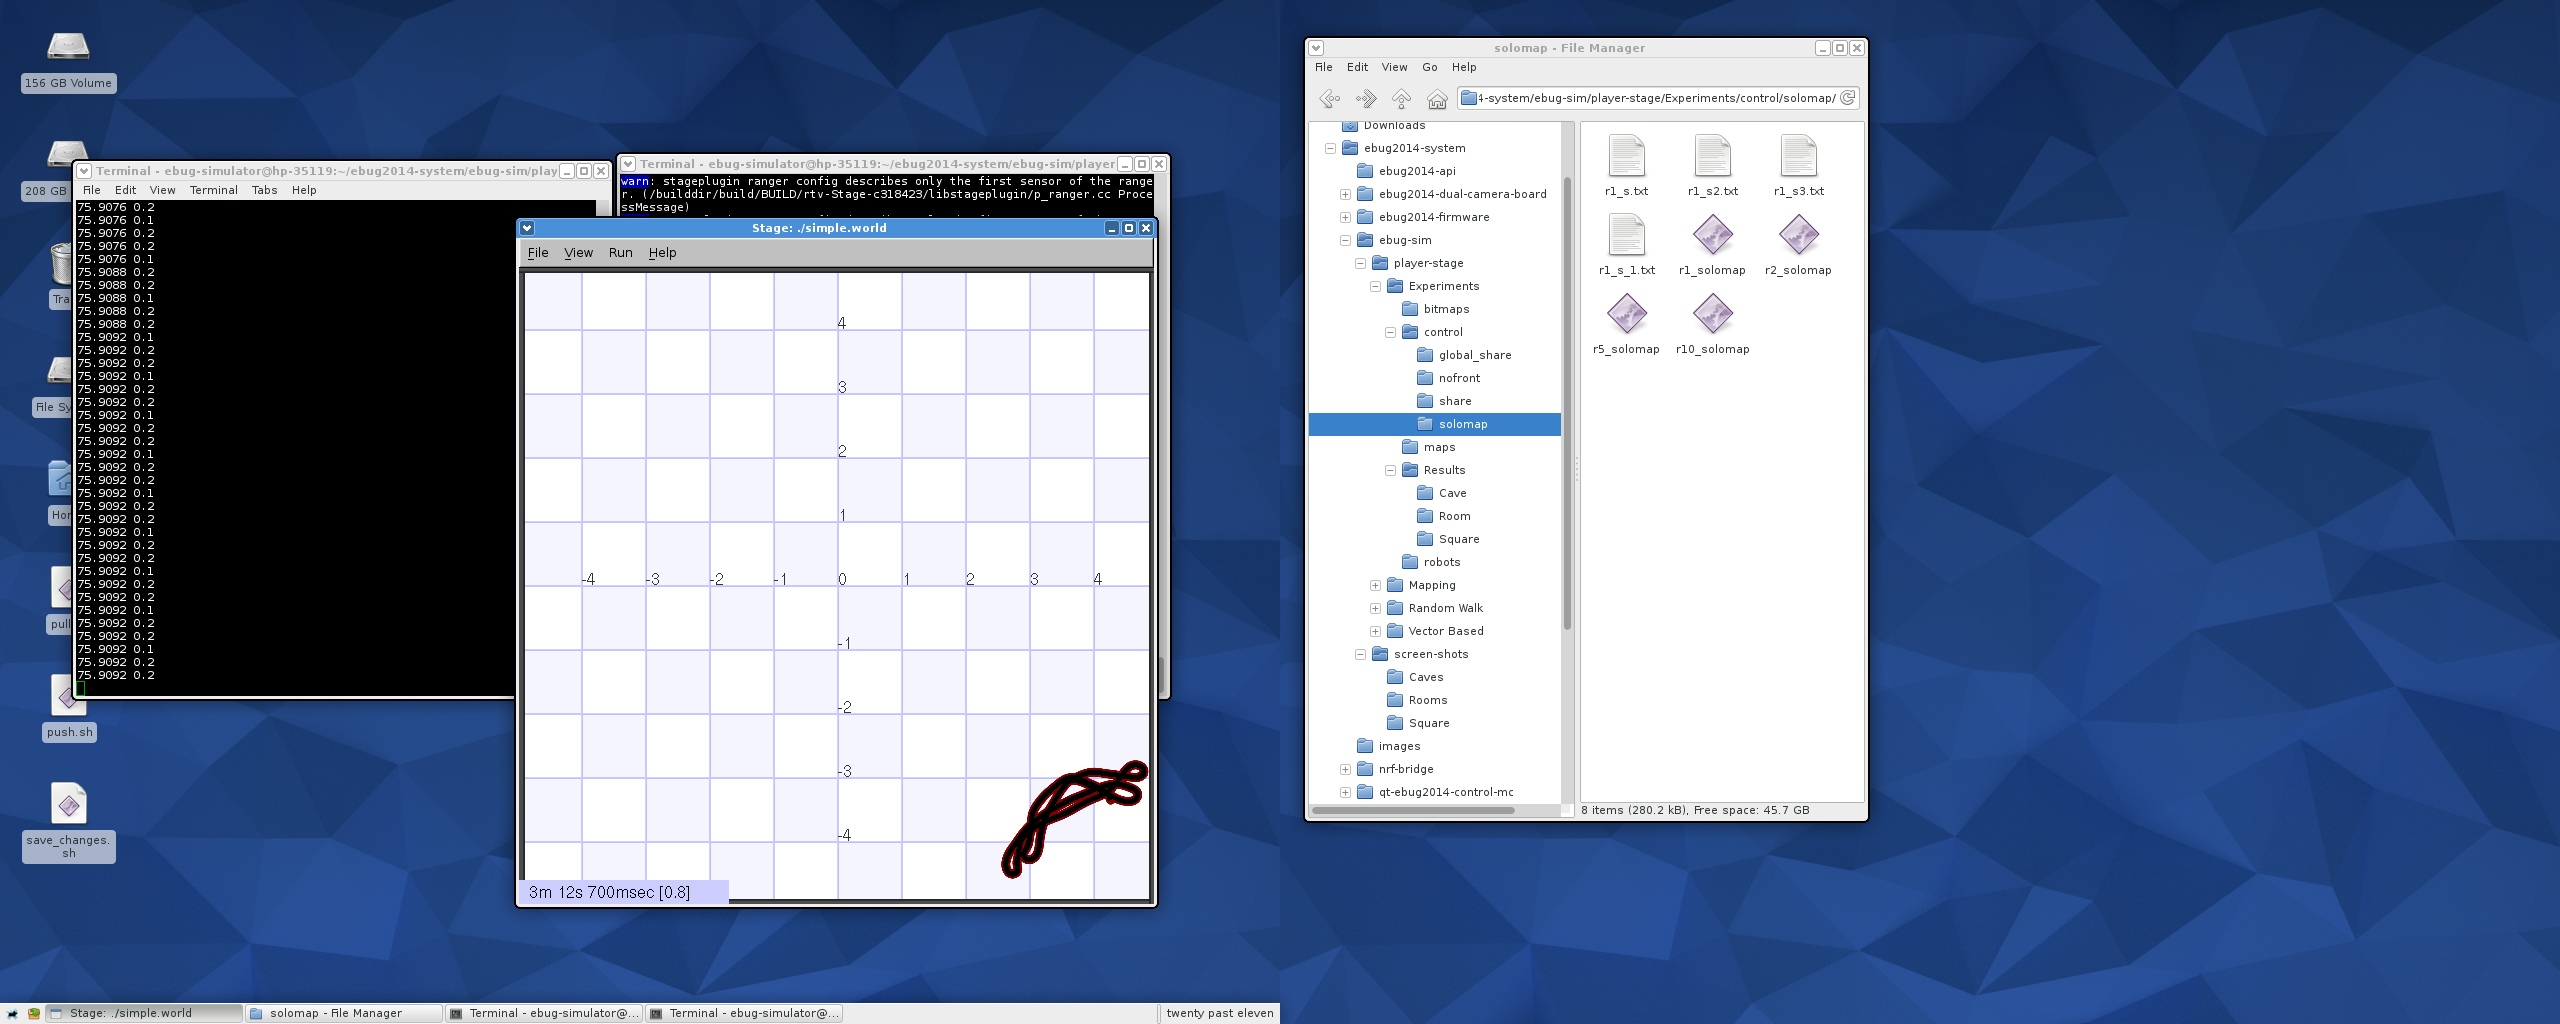 156 GB Volume
208 GB
Tra
File Sy
Hor
pull
push.sh
save_changes.
sh
Terminal - ebug-simulator@hp-35119:~/ebug2014-system/ebug-sim/play
File Edit View Terminal Tabs Help
75.9076 0.2
75.9076 0.1
75.9076 0.2
75.9076 0.2
75.9076 0.1
75.9088 0.2
75.9088 0.2
75.9088 0.1
75.9088 0.2
75.9088 0.2
75.9092 0.1
75.9092 0.2
75.9092 0.2
75.9092 0.1
75.9092 0.2
75.9092 0.2
75.9092 0.1
75.9092 0.2
75.9092 0.2
75.9092 0.1
75.9092 0.2
75.9092 0.2
75.9092 0.1
75.9092 0.2
75.9092 0.2
75.9092 0.1
75.9092 0.2
75.9092 0.2
75.9092 0.1
75.9092 0.2
75.9092 0.2
75.9092 0.1
75.9092 0.2
75.9092 0.2
75.9092 0.1
75.9092 0.2
75.9092 0.2
Terminal - ebug-simulator@hp-35119:~/ebug2014-system/ebug-sim/player
warn: stageplugin ranger config describes only the first sensor of the range
r. (/builddir/build/BUILD/rtv-Stage-c318423/libstageplugin/p_ranger.cc Proce
ssMessage)
Stage: ./simple.world
File View Run Help
4
3
2
1
-4 -3 -2 -1 0 1 2 3 4
-1
-2
-3
-4
3m 12s 700msec [0.8]
solomap - File Manager
File Edit View Go Help
4-system/ebug-sim/player-stage/Experiments/control/solomap/
Downloads
ebug2014-system
ebug2014-api
ebug2014-dual-camera-board
ebug2014-firmware
ebug-sim
player-stage
Experiments
bitmaps
control
global_share
nofront
share
solomap
maps
Results
Cave
Room
Square
robots
Mapping
Random Walk
Vector Based
screen-shots
Caves
Rooms
Square
images
nrf-bridge
qt-ebug2014-control-mc
r1_s.txt r1_s2.txt r1_s3.txt
r1_s_1.txt r1_solomap r2_solomap
r5_solomap r10_solomap
8 items (280.2 kB), Free space: 45.7 GB
Stage: ./simple.world solomap - File Manager Terminal - ebug-simulator@... Terminal - ebug-simulator@... twenty past eleven